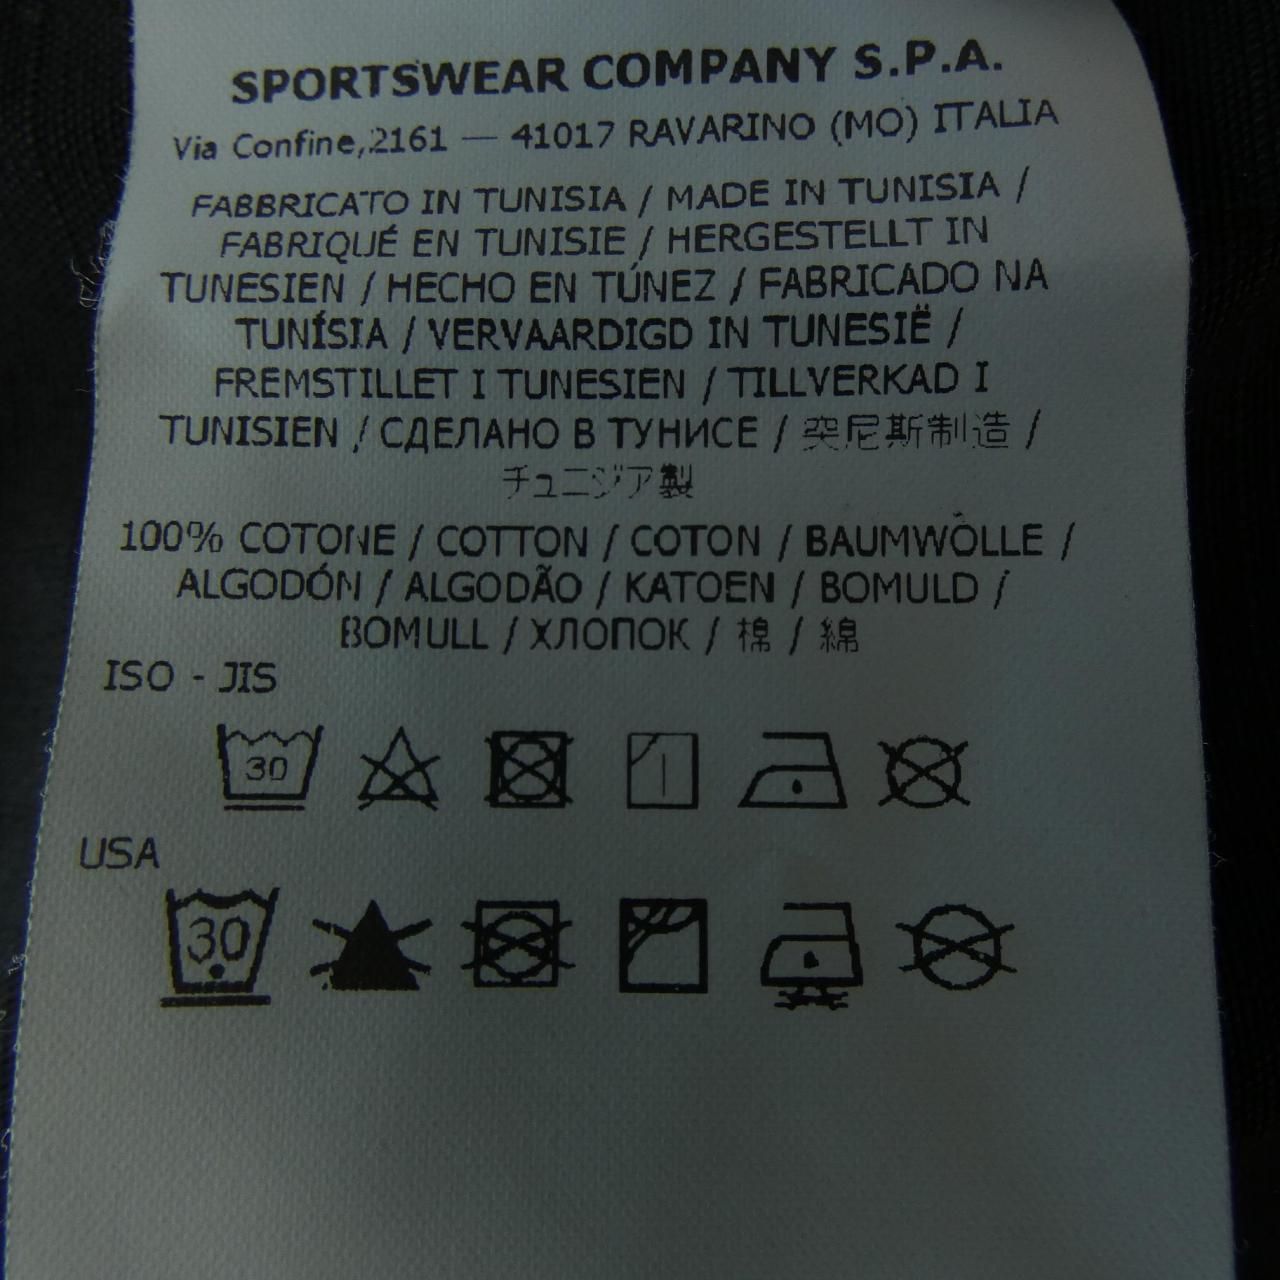 SPORTSWEAR COMPANY S.P.A.
Via Confine,2161 — 41017 RAVARINO (MO) ITALIA
FABBRICATO IN TUNISIA / MADE IN TUNISIA /
FABRIQUÉ EN TUNISIE / HERGESTELLT IN
TUNESIEN / HECHO EN TÚNEZ / FABRICADO NA
TUNÍSIA / VERVAARDIGD IN TUNESIË /
FREMSTILLET I TUNESIEN / TILLVERKAD I
TUNISIEN / СДЕЛАНО В ТУНИСЕ / 突尼斯制造 /
チュニジア製
100% COTONE / COTTON / COTON / BAUMWOLLE /
ALGODÓN / ALGODÃO / KATOEN / BOMULD /
BOMULL / ХЛОПОК / 棉 / 綿
ISO - JIS
30
USA
30